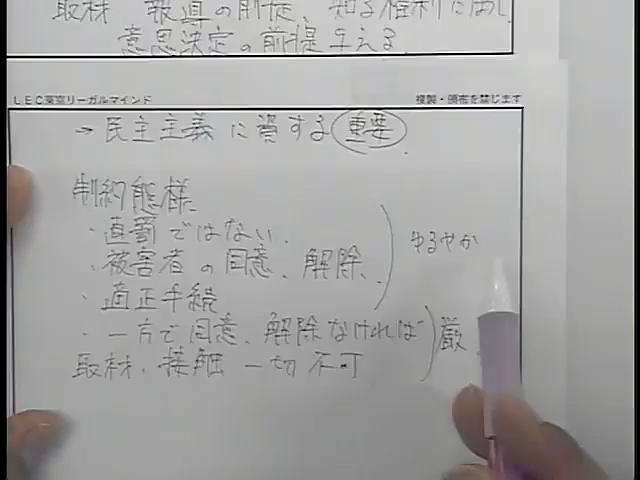 取材 報道の前提、知る権利に
意思決定の前提与える
LEC東京リーガルマインド 複製・頒布を禁じます
→民主主義に資する重要
制約態様
・直罰ではない、
・被害者の同意、解除、
・適正手続 ゆるやか
・一方で同意、解除なければ
取材、接触一切不可 厳